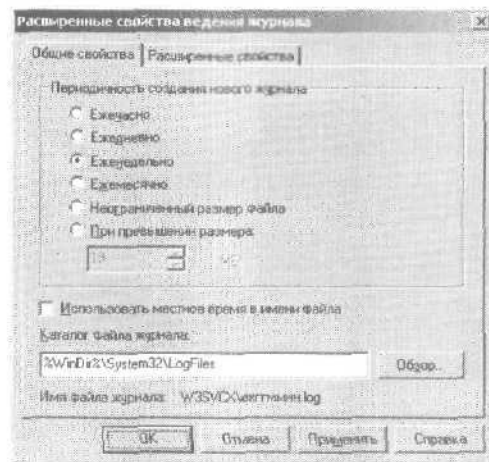 Расширенные свойства ведения журнала
Общие свойства Расширенные свойства
Периодичность создания нового журнала
Ежечасно
Ежедневно
Еженедельно
Ежемесячно
Неограниченный размер файла
При превышении размера:
19
Использовать местное время в имени файла
Каталог файла журнала:
%WinDir%\System32\LogFiles Обзор...
Имя файла журнала:
OK Отмена Применить Справка